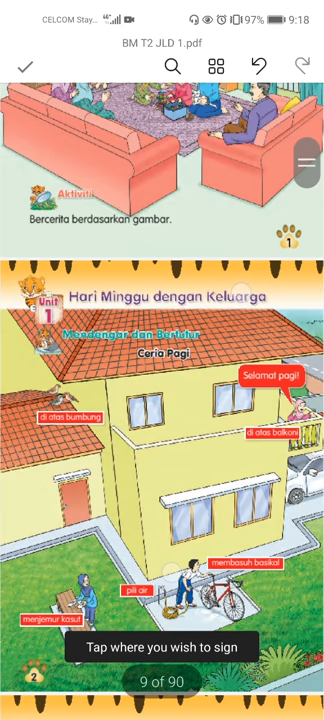 CELCOM Stay... 97% 9:18
BM T2 JLD 1.pdf
Aktiviti
Bercerita berdasarkan gambar.
1
Unit 1
Hari Minggu dengan Keluarga
Mendengar dan Bertutur
Ceria Pagi
Selamat pagi!
di atas bumbung
di atas balkoni
membasuh basikal
pili air
menjemur kasut
Tap where you wish to sign
2
9 of 90